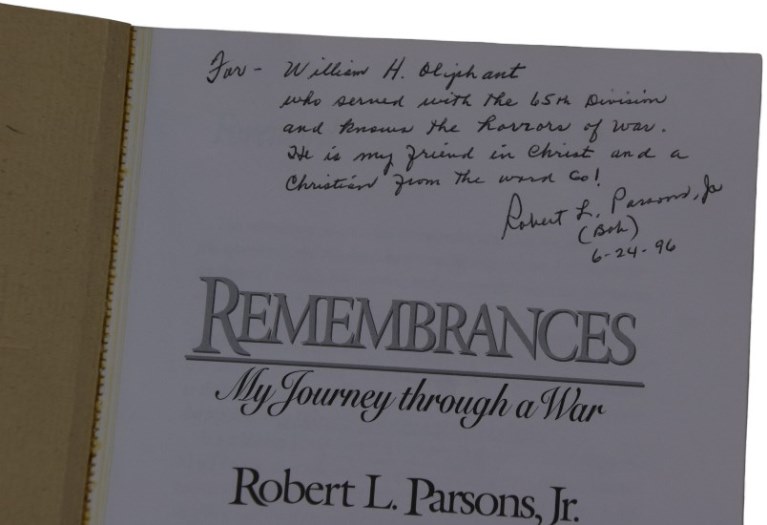 For - William H. Oliphant
who served with the 65th Division
and knows the horrors of war.
He is my friend in Christ and a
Christian from the word Go!
Robert L. Parsons, Jr
(Bob)
6-24-96
REMEMBRANCES
My Journey through a War
Robert L. Parsons, Jr.